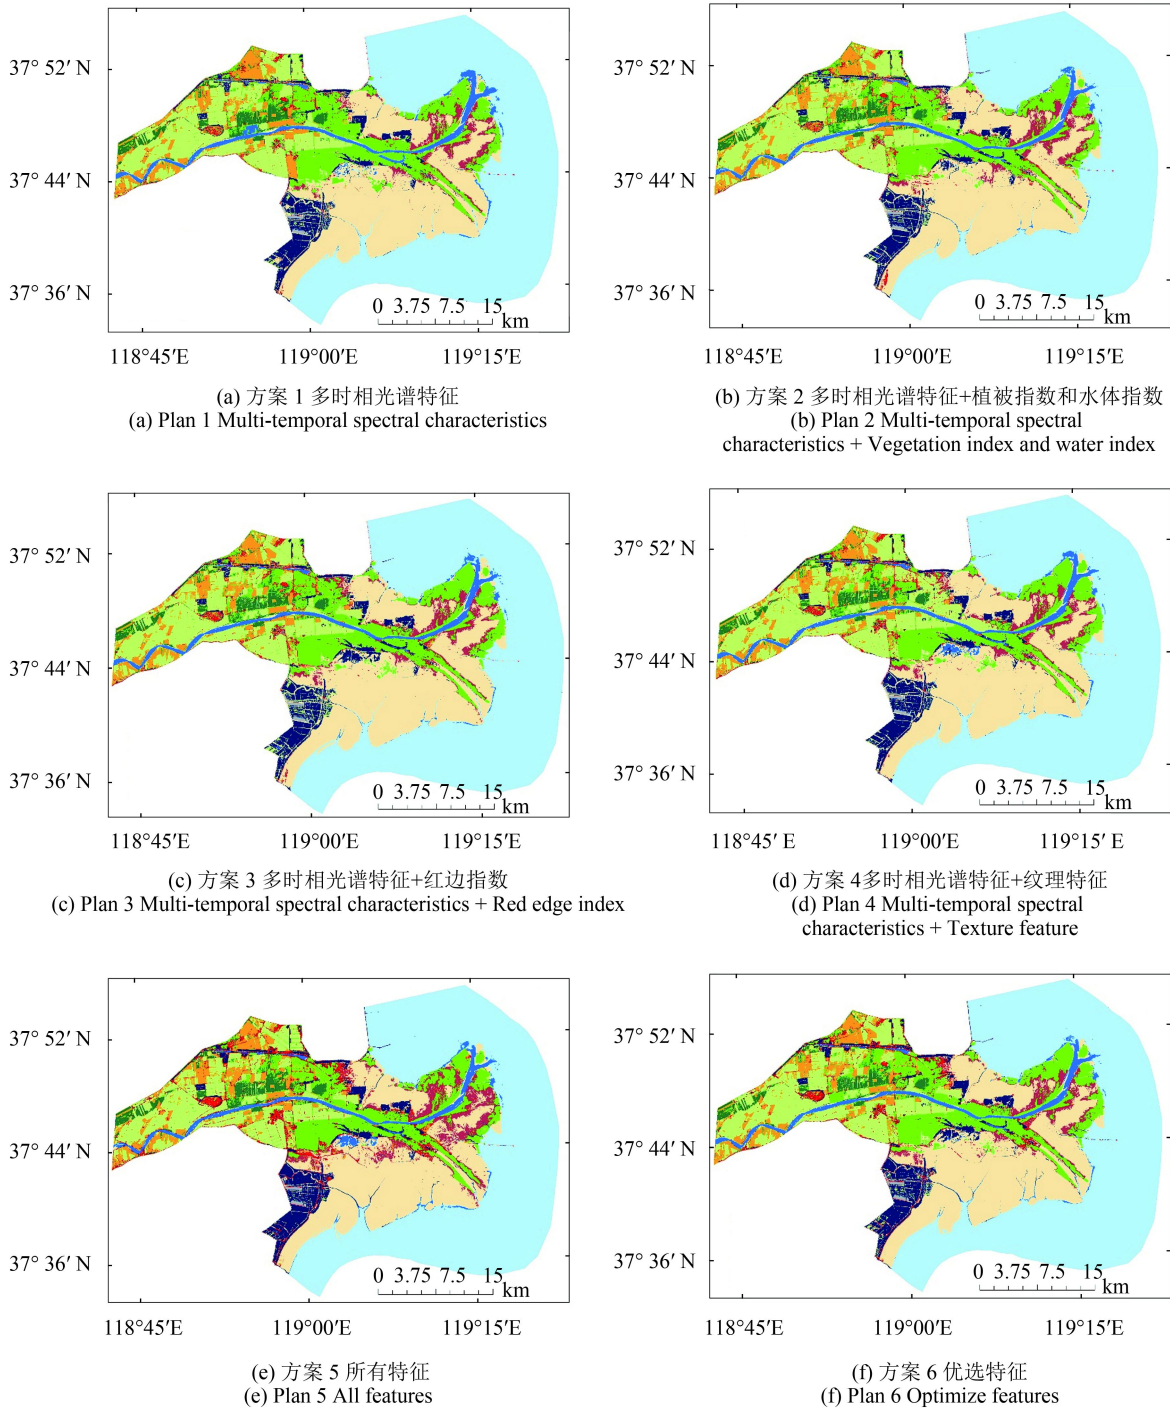 37° 52′ N
37° 44′ N
37° 36′ N
0 3.75 7.5 15
km
118°45′E 119°00′E 119°15′E
(a) 方案 1 多时相光谱特征
(a) Plan 1 Multi-temporal spectral characteristics
37° 52′ N
37° 44′ N
37° 36′ N
0 3.75 7.5 15
km
118°45′E 119°00′E 119°15′E
(b) 方案 2 多时相光谱特征+植被指数和水体指数
(b) Plan 2 Multi-temporal spectral
characteristics + Vegetation index and water index
37° 52′ N
37° 44′ N
37° 36′ N
0 3.75 7.5 15
km
118°45′E 119°00′E 119°15′E
(c) 方案 3 多时相光谱特征+红边指数
(c) Plan 3 Multi-temporal spectral characteristics + Red edge index
37° 52′ N
37° 44′ N
37° 36′ N
0 3.75 7.5 15
km
118°45′ E 119°00′E 119°15′E
(d) 方案 4多时相光谱特征+纹理特征
(d) Plan 4 Multi-temporal spectral
characteristics + Texture feature
37° 52′ N
37° 44′ N
37° 36′ N
0 3.75 7.5 15
km
118°45′E 119°00′E 119°15′E
(e) 方案 5 所有特征
(e) Plan 5 All features
37° 52′ N
37° 44′ N
37° 36′ N
0 3.75 7.5 15
km
118°45′E 119°00′E 119°15′E
(f) 方案 6 优选特征
(f) Plan 6 Optimize features